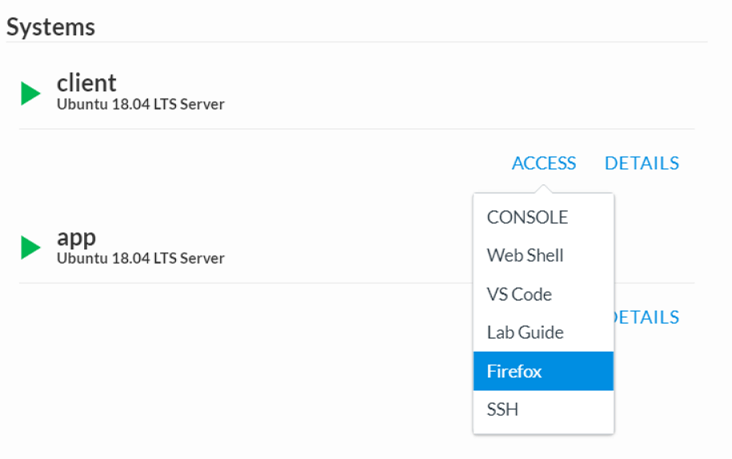 Systems
client
Ubuntu 18.04 LTS Server
ACCESS DETAILS
CONSOLE
app
Web Shell
Ubuntu 18.04 LTS Server
VS Code
DETAILS
Lab Guide
Firefox
SSH